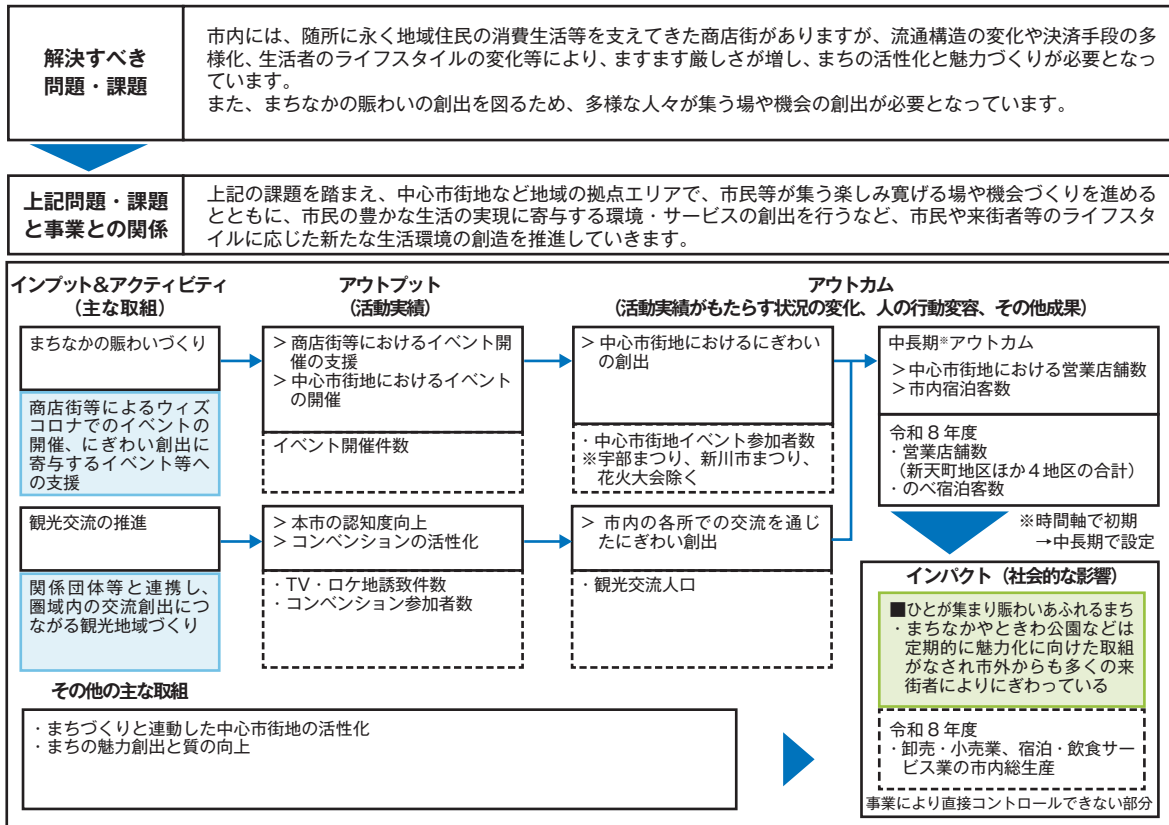 解決すべき
問題・課題
市内には、随所に永く地域住民の消費生活等を支えてきた商店街がありますが、流通構造の変化や決済手段の多
様化、生活者のライフスタイルの変化等により、ますます厳しさが増し、まちの活性化と魅力づくりが必要となっ
ています。
また、まちなかの賑わいの創出を図るため、多様な人々が集う場や機会の創出が必要となっています。
上記問題・課題
と事業との関係
上記の課題を踏まえ、中心市街地など地域の拠点エリアで、市民等が集う楽しみ寛げる場や機会づくりを進める
とともに、市民の豊かな生活の実現に寄与する環境・サービスの創出を行うなど、市民や来街者等のライフスタ
イルに応じた新たな生活環境の創造を推進していきます。
インプット&アクティビティ
（主な取組）
まちなかの賑わいづくり
商店街等によるウィズ
コロナでのイベントの
開催、にぎわい創出に
寄与するイベント等へ
の支援
観光交流の推進
関係団体等と連携し、
圏域内の交流創出につ
ながる観光地域づくり
アウトプット
（活動実績）
> 商店街等におけるイベント開
催の支援
> 中心市街地におけるイベント
の開催
イベント開催件数
> 本市の認知度向上
> コンベンションの活性化
・TV・ロケ地誘致件数
・コンベンション参加者数
アウトカム
（活動実績がもたらす状況の変化、人の行動変容、その他成果）
> 中心市街地におけるにぎわい
の創出
・中心市街地イベント参加者数
※宇部まつり、新川市まつり、
花火大会除く
> 市内の各所での交流を通じ
たにぎわい創出
・観光交流人口
中長期※アウトカム
> 中心市街地における営業店舗数
> 市内宿泊客数
令和8年度
・営業店舗数
（新天町地区ほか4地区の合計）
・のべ宿泊客数
※時間軸で初期
→中長期で設定
インパクト（社会的な影響）
■ひとが集まり賑わいあふれるまち
・まちなかやときわ公園などは
定期的に魅力化に向けた取組
がなされ市外からも多くの来
街者によりにぎわっている
令和8年度
・卸売・小売業、宿泊・飲食サー
ビス業の市内総生産
事業により直接コントロールできない部分
その他の主な取組
・まちづくりと連動した中心市街地の活性化
・まちの魅力創出と質の向上